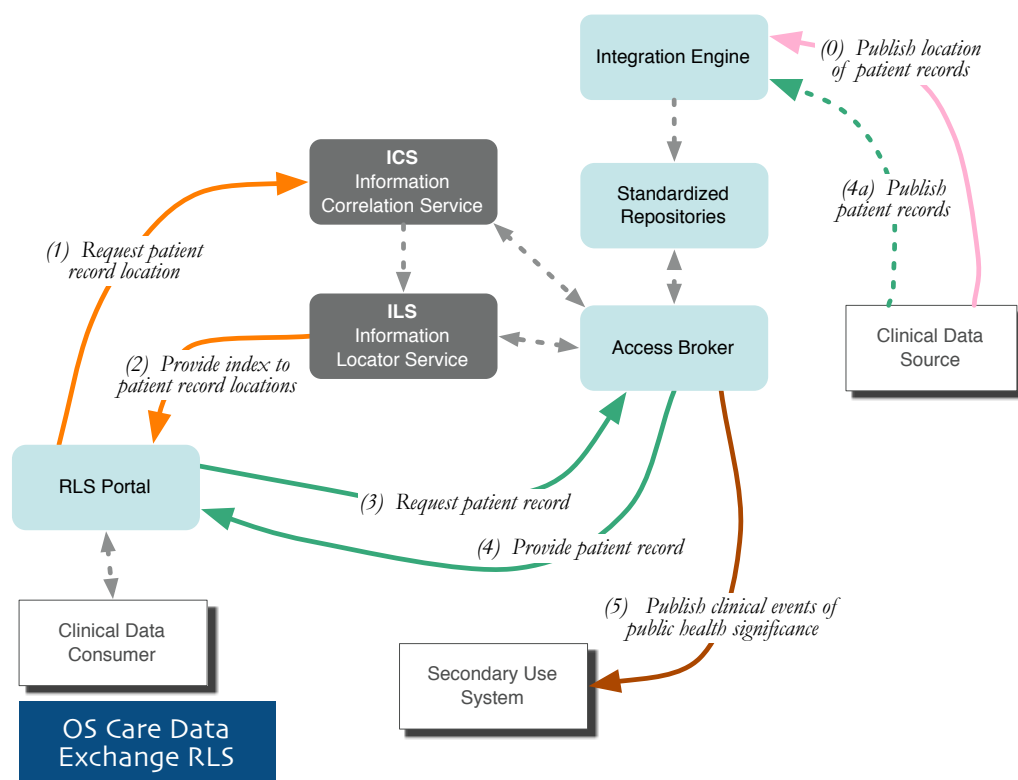 Integration Engine
(0) Publish location
of patient records
ICS
Information
Correlation Service
Standardized
Repositories
(4a) Publish
patient records
(1) Request patient
record location
ILS
Information
Locator Service
Access Broker
Clinical Data
Source
(2) Provide index to
patient record locations
RLS Portal
(3) Request patient record
(4) Provide patient record
(5) Publish clinical events of
public health significance
Clinical Data
Consumer
Secondary Use
System
OS Care Data
Exchange RLS